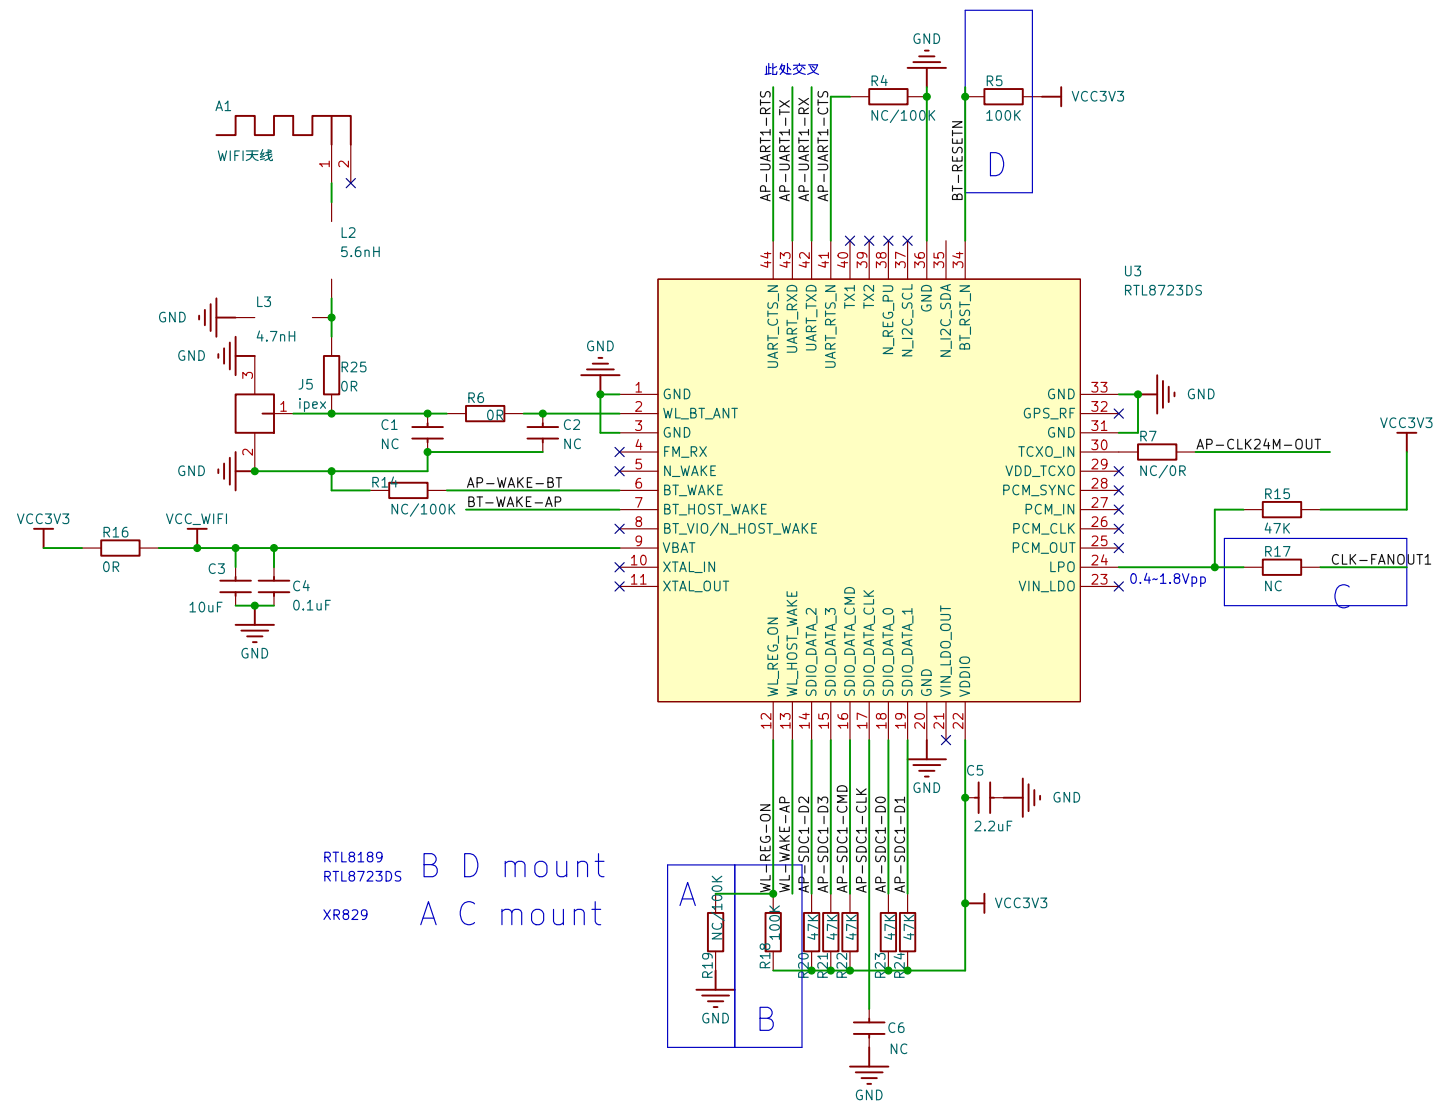 此处交叉
GND
R4
NC/100K
R5
100K
VCC3V3
D
AP-UART1-RTS
AP-UART1-TX
AP-UART1-RX
AP-UART1-CTS
BT-RESETN
A1
WIFI天线
1
2
L2
5.6nH
L3
4.7nH
GND
GND
3
J5
ipex
1
2
R25
0R
GND
C1
NC
R6
0R
C2
NC
GND
R14
NC/100K
AP-WAKE-BT
BT-WAKE-AP
VCC3V3
R16
0R
VCC_WIFI
C3
10uF
C4
0.1uF
GND
U3
RTL8723DS
44
43
42
41
40
39
38
37
36
35
34
UART_CTS_N
UART_RXD
UART_TXD
UART_RTS_N
TX1
TX2
N_REG_PU
N_I2C_SCL
GND
N_I2C_SDA
BT_RST_N
1 GND
2 WL_BT_ANT
3 GND
4 FM_RX
5 N_WAKE
6 BT_WAKE
7 BT_HOST_WAKE
8 BT_VIO/N_HOST_WAKE
9 VBAT
10 XTAL_IN
11 XTAL_OUT
GND 33
GPS_RF 32
GND 31
TCXO_IN 30
VDD_TCXO 29
PCM_SYNC 28
PCM_IN 27
PCM_CLK 26
PCM_OUT 25
LPO 24
VIN_LDO 23
WL_REG_ON
WL_HOST_WAKE
SDIO_DATA_2
SDIO_DATA_3
SDIO_DATA_CMD
SDIO_DATA_CLK
SDIO_DATA_0
SDIO_DATA_1
GND
VIN_LDO_OUT
VDDIO
12
13
14
15
16
17
18
19
20
21
22
GND
R7
NC/0R
AP-CLK24M-OUT
VCC3V3
R15
47K
R17
NC
CLK-FANOUT1
0.4~1.8Vpp
C
WL-REG-ON
WL-WAKE-AP
AP-SDC1-D2
AP-SDC1-D3
AP-SDC1-CMD
AP-SDC1-CLK
AP-SDC1-D0
AP-SDC1-D1
GND
C5
2.2uF
GND
VCC3V3
RTL8189
RTL8723DS
B D mount
XR829
A C mount
A
NC/100K
R19
GND
100K
R18
B
47K
R20
47K
R21
47K
R22
47K
R23
47K
R24
C6
NC
GND